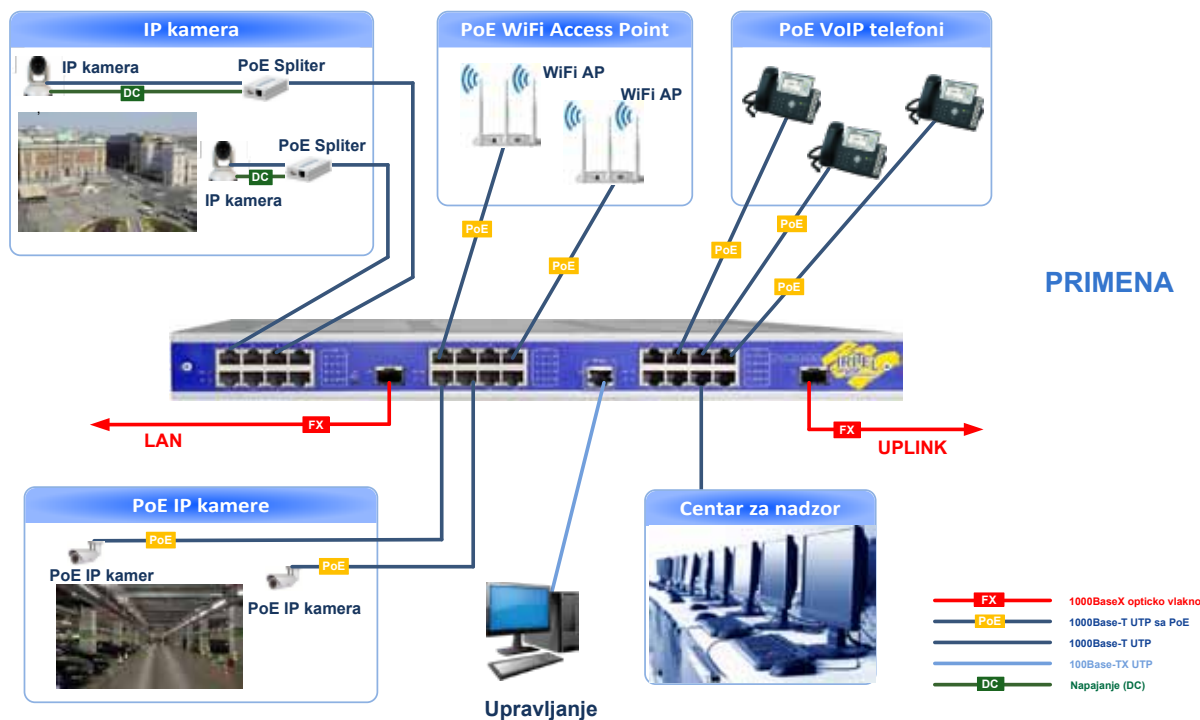 IP kamera
IP kamera
PoE Spliter
DC
PoE Spliter
DC
IP kamera
PoE WiFi Access Point
WiFi AP
WiFi AP
PoE VoIP telefoni
PoE
PoE
PoE
PoE
PoE
PRIMENA
IRITEL
FX
LAN
FX
UPLINK
PoE IP kamere
PoE
PoE IP kamer
PoE
PoE IP kamera
Upravljanje
Centar za nadzor
FX
1000BaseX opticko vlakno
PoE
1000Base-T UTP sa PoE
1000Base-T UTP
100Base-TX UTP
DC
Napajanje (DC)